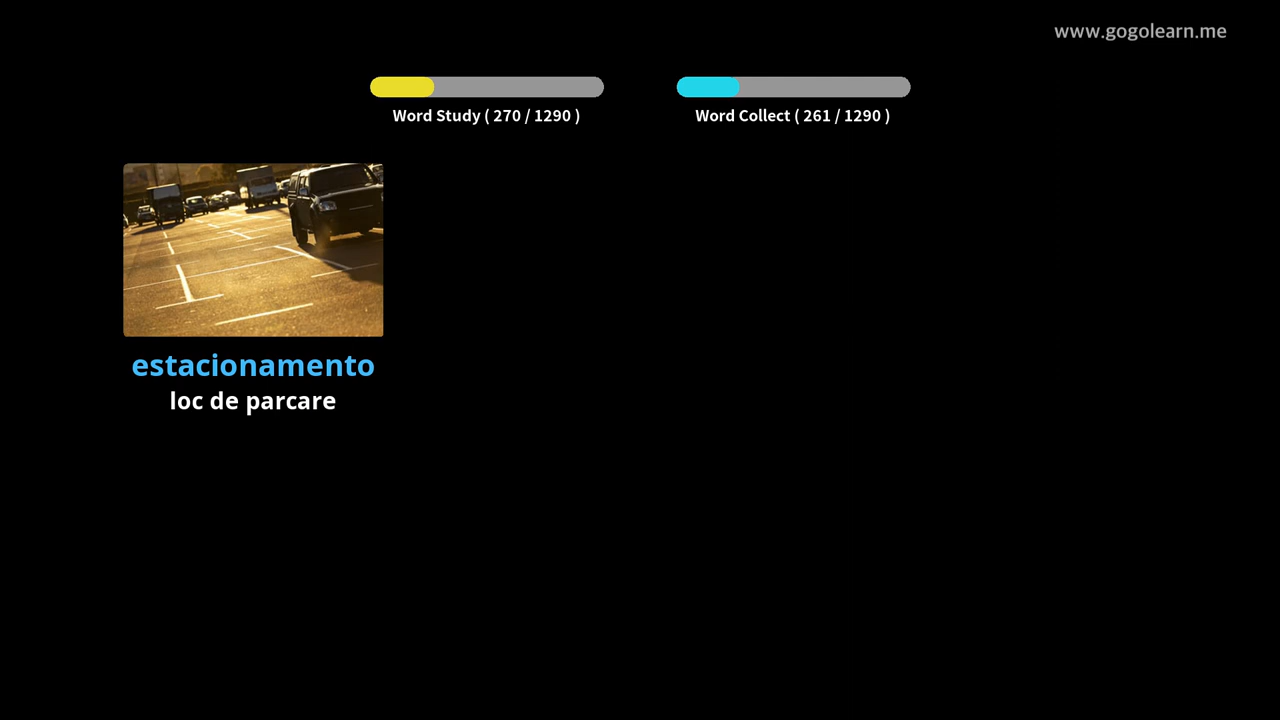 www.gogolearn.me
Word Study ( 270 / 1290 )
Word Collect ( 261 / 1290 )
estacionamento
loc de parcare